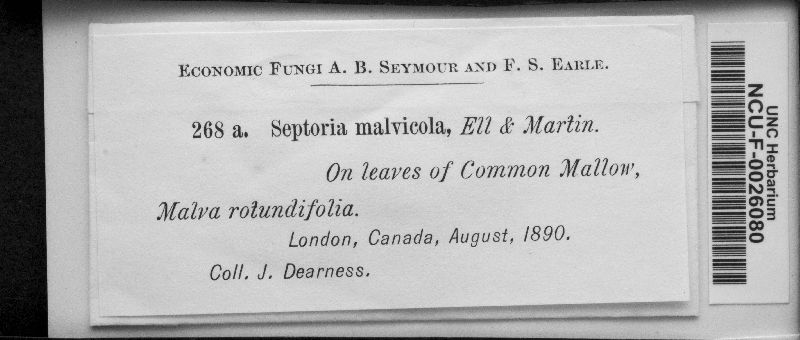 ECONOMIC FUNGI A. B. SEYMOUR AND F. S. EARLE.
268 a. Septoria malvicola, Ell & Martin.
On leaves of Common Mallow,
Malva rotundifolia.
London, Canada, August, 1890.
Coll. J. Dearness.
UNC Herbarium
NCU-F-0026080